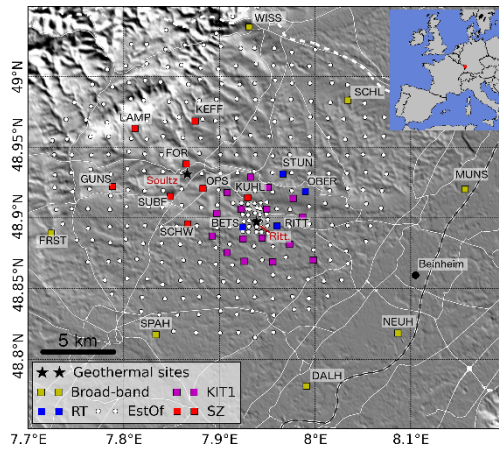 WISS
49°N
SCHL
KEFF
LAMP
48.95°N
FOR
STUN
Soultz
GUNS
OPS
KUHL
OBER
MUNS
SUBF
48.9°N
BETS
RITT
FRST
SCHW
Ritt
48.85°N
Beinheim
5 km
SPAH
NEUH
48.8°N
DALH
Geothermal sites
Broad-band
KIT1
RT
EstOf
SZ
7.7°E
7.8°E
7.9°E
8°E
8.1°E